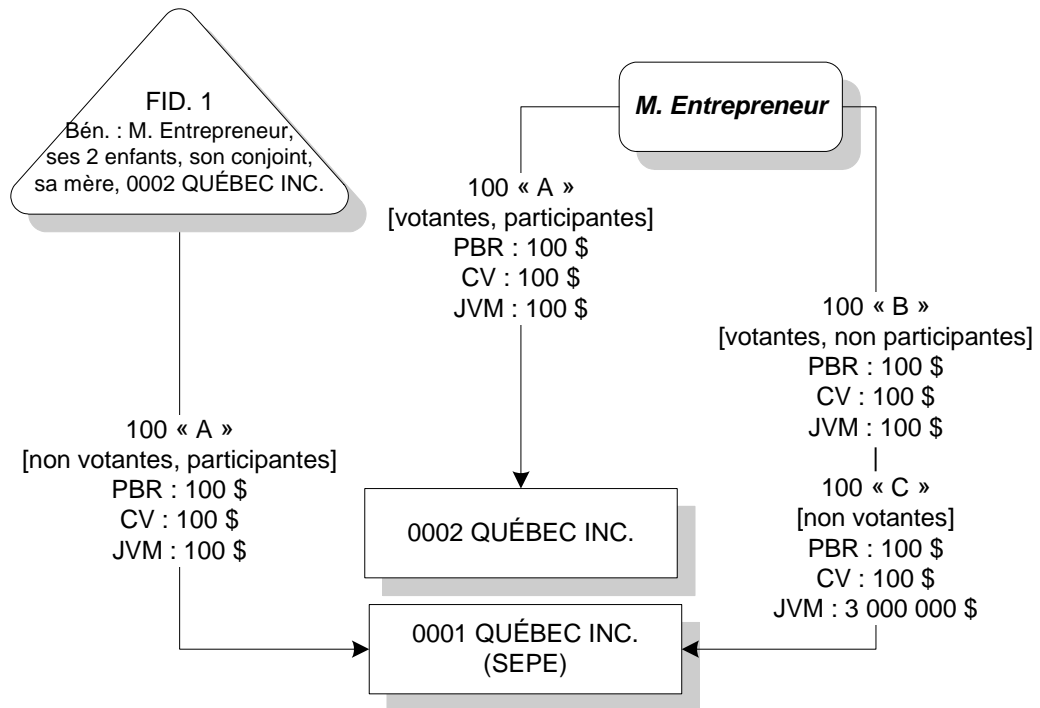 FID. 1
Bén. : M. Entrepreneur,
ses 2 enfants, son conjoint,
sa mère, 0002 QUÉBEC INC.
M. Entrepreneur
100 « A »
[votantes, participantes]
PBR : 100 $
CV : 100 $
JVM : 100 $
100 « B »
[votantes, non participantes]
PBR : 100 $
CV : 100 $
JVM : 100 $
100 « A »
[non votantes, participantes]
PBR : 100 $
CV : 100 $
JVM : 100 $
100 « C »
[non votantes]
PBR : 100 $
CV : 100 $
JVM : 3 000 000 $
0002 QUÉBEC INC.
0001 QUÉBEC INC.
(SEPE)